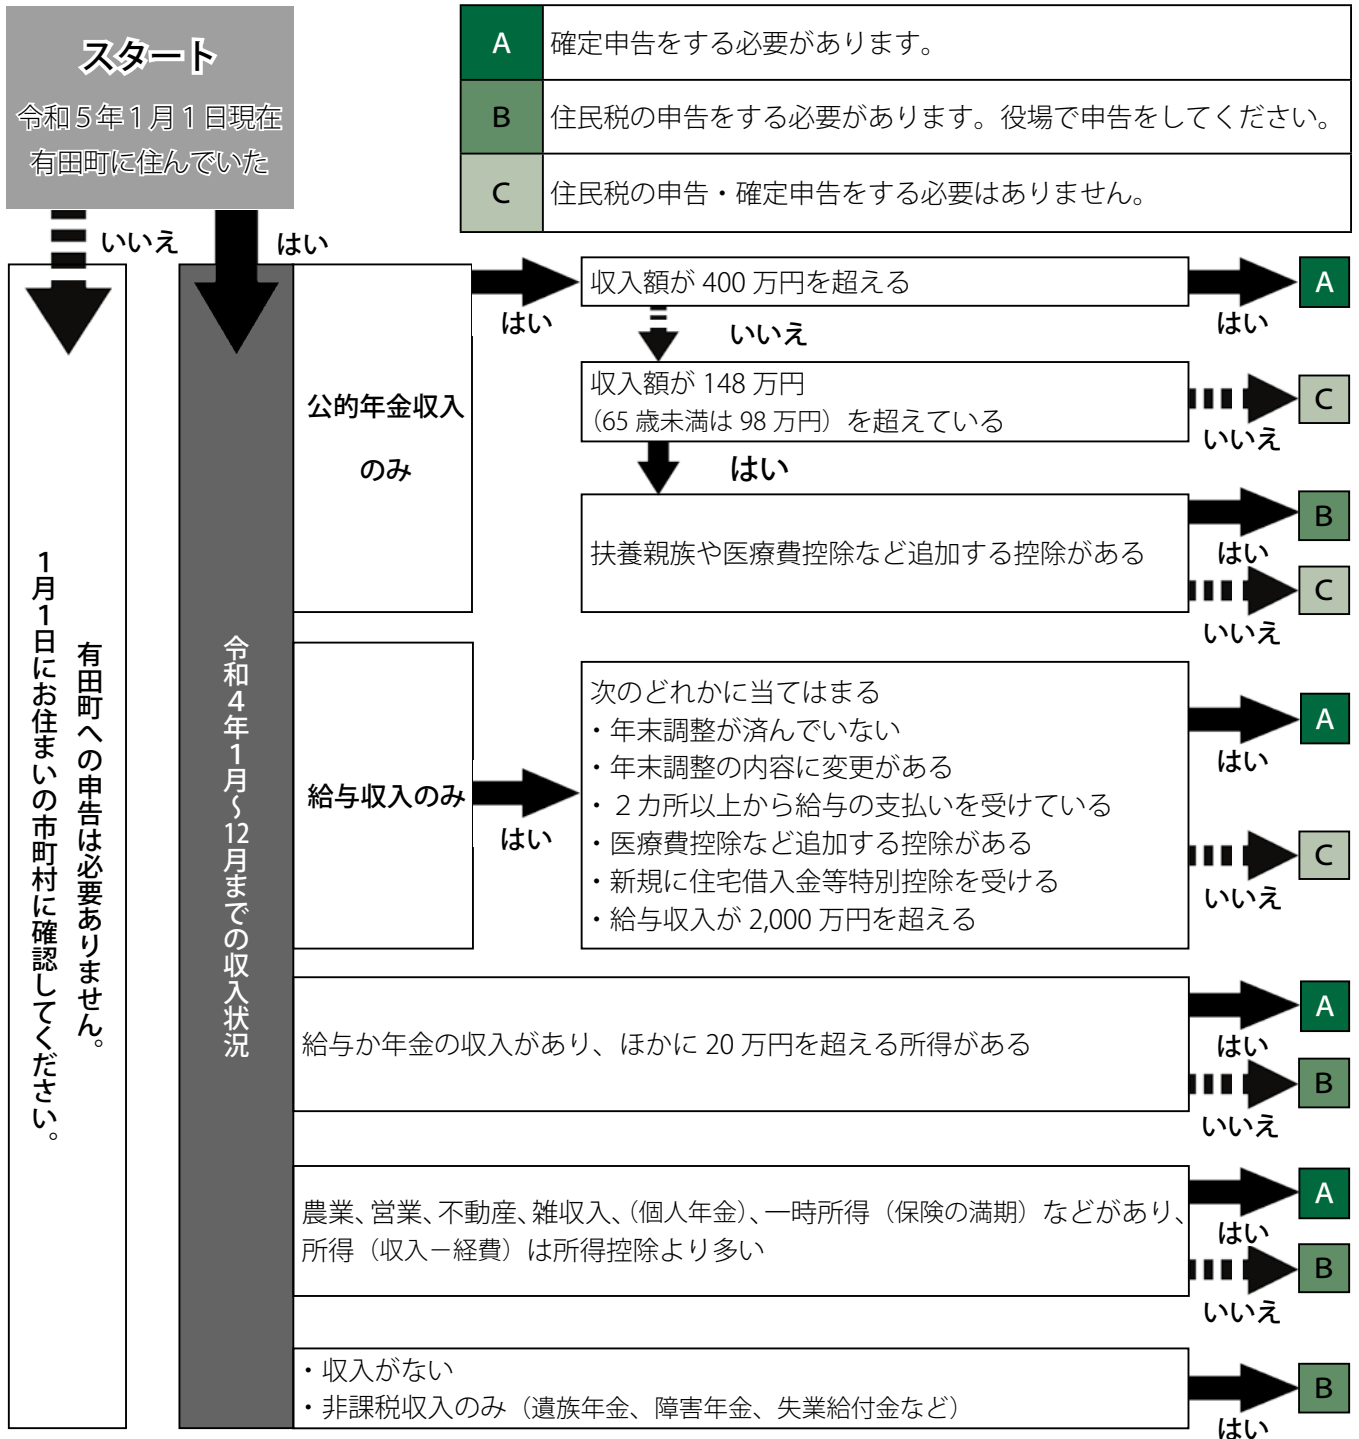 スタート
令和５年１月１日現在
有田町に住んでいた
A 確定申告をする必要があります。
B 住民税の申告をする必要があります。役場で申告をしてください。
C 住民税の申告・確定申告をする必要はありません。
いいえ
はい
有田町への申告は必要ありません。
１月１日にお住まいの市町村に確認してください。
令和４年１月～12月までの収入状況
公的年金収入
のみ
はい
収入額が 400 万円を超える
はい
A
いいえ
収入額が 148 万円
（65 歳未満は 98 万円）を超えている
いいえ
C
はい
扶養親族や医療費控除など追加する控除がある
はい
B
いいえ
C
給与収入のみ
はい
次のどれかに当てはまる
・年末調整が済んでいない
・年末調整の内容に変更がある
・２カ所以上から給与の支払いを受けている
・医療費控除など追加する控除がある
・新規に住宅借入金等特別控除を受ける
・給与収入が 2,000 万円を超える
はい
A
いいえ
C
給与か年金の収入があり、ほかに 20 万円を超える所得がある
はい
A
いいえ
B
農業、営業、不動産、雑収入、（個人年金）、一時所得（保険の満期）などがあり、
所得（収入－経費）は所得控除より多い
はい
A
いいえ
B
・収入がない
・非課税収入のみ（遺族年金、障害年金、失業給付金など）
はい
B